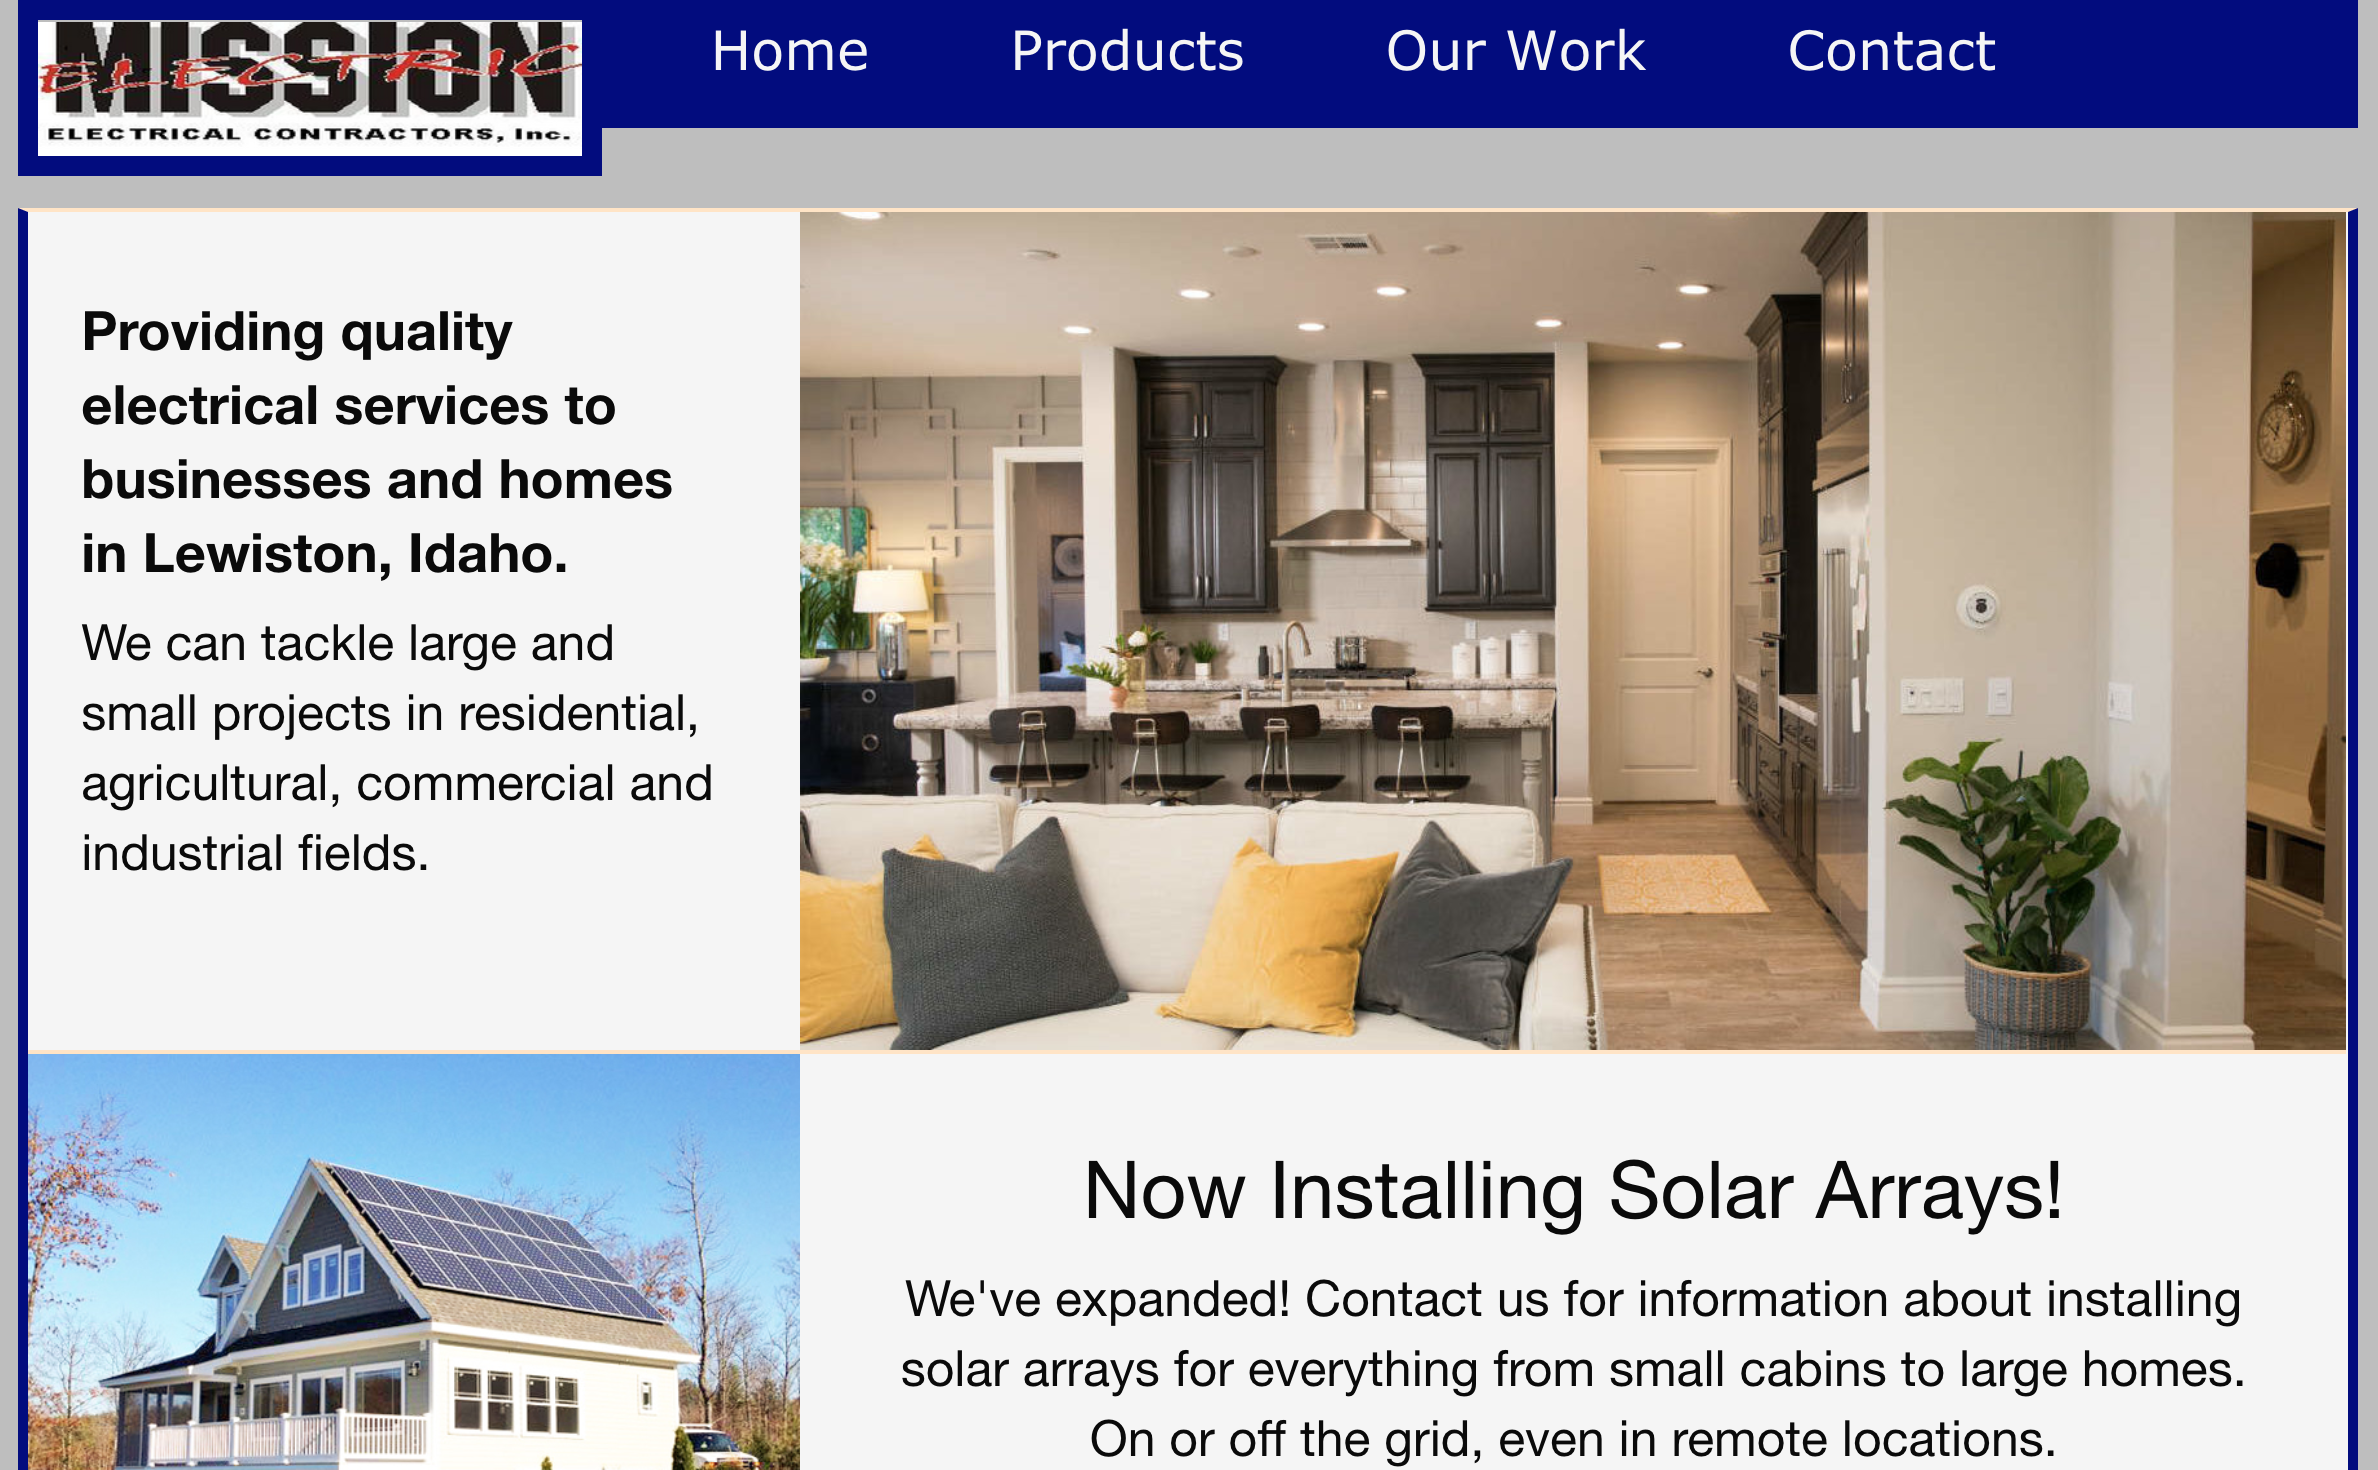 MISSION
ELECTRIC
ELECTRICAL CONTRACTORS, Inc.
Home Products Our Work Contact
Providing quality
electrical services to
businesses and homes
in Lewiston, Idaho.
We can tackle large and
small projects in residential,
agricultural, commercial and
industrial fields.
Now Installing Solar Arrays!
We've expanded! Contact us for information about installing
solar arrays for everything from small cabins to large homes.
On or off the grid, even in remote locations.